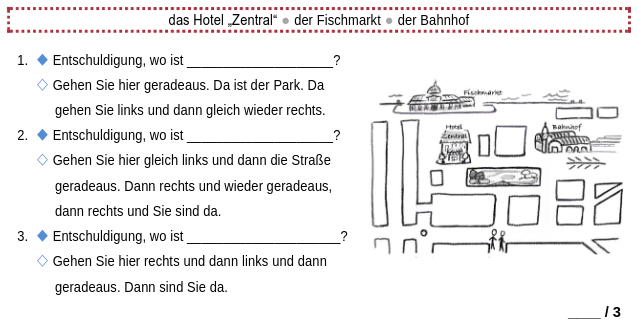 das Hotel „Zentral“ ● der Fischmarkt ● der Bahnhof
1. ◆ Entschuldigung, wo ist ____________________?
◇ Gehen Sie hier geradeaus. Da ist der Park. Da
gehen Sie links und dann gleich wieder rechts.
2. ◆ Entschuldigung, wo ist ____________________?
◇ Gehen Sie hier gleich links und dann die Straße
geradeaus. Dann rechts und wieder geradeaus,
dann rechts und Sie sind da.
3. ◆ Entschuldigung, wo ist _____________________?
◇ Gehen Sie hier rechts und dann links und dann
geradeaus. Dann sind Sie da.
Fischmarkt
Hotel
Zentral
Bahnhof
____ / 3